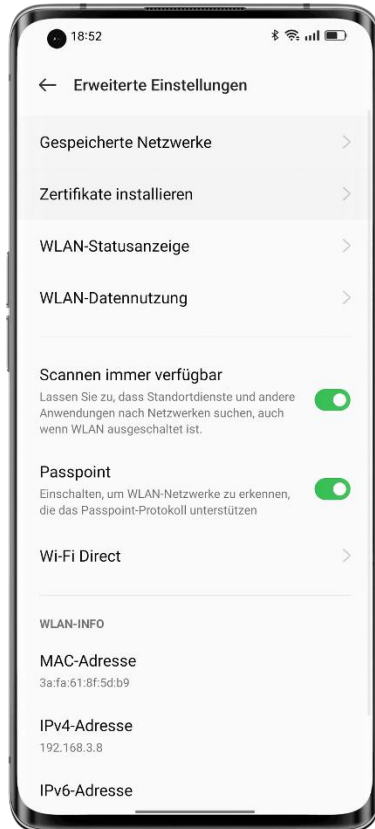 18:52
Erweiterte Einstellungen
Gespeicherte Netzwerke
Zertifikate installieren
WLAN-Statusanzeige
WLAN-Datennutzung
Scannen immer verfügbar
Lassen Sie zu, dass Standortdienste und andere
Anwendungen nach Netzwerken suchen, auch
wenn WLAN ausgeschaltet ist.
Passpoint
Einschalten, um WLAN-Netzwerke zu erkennen,
die das Passpoint-Protokoll unterstützen
Wi-Fi Direct
WLAN-INFO
MAC-Adresse
3a:fa:61:8f:5d:b9
IPv4-Adresse
192.168.3.8
IPv6-Adresse